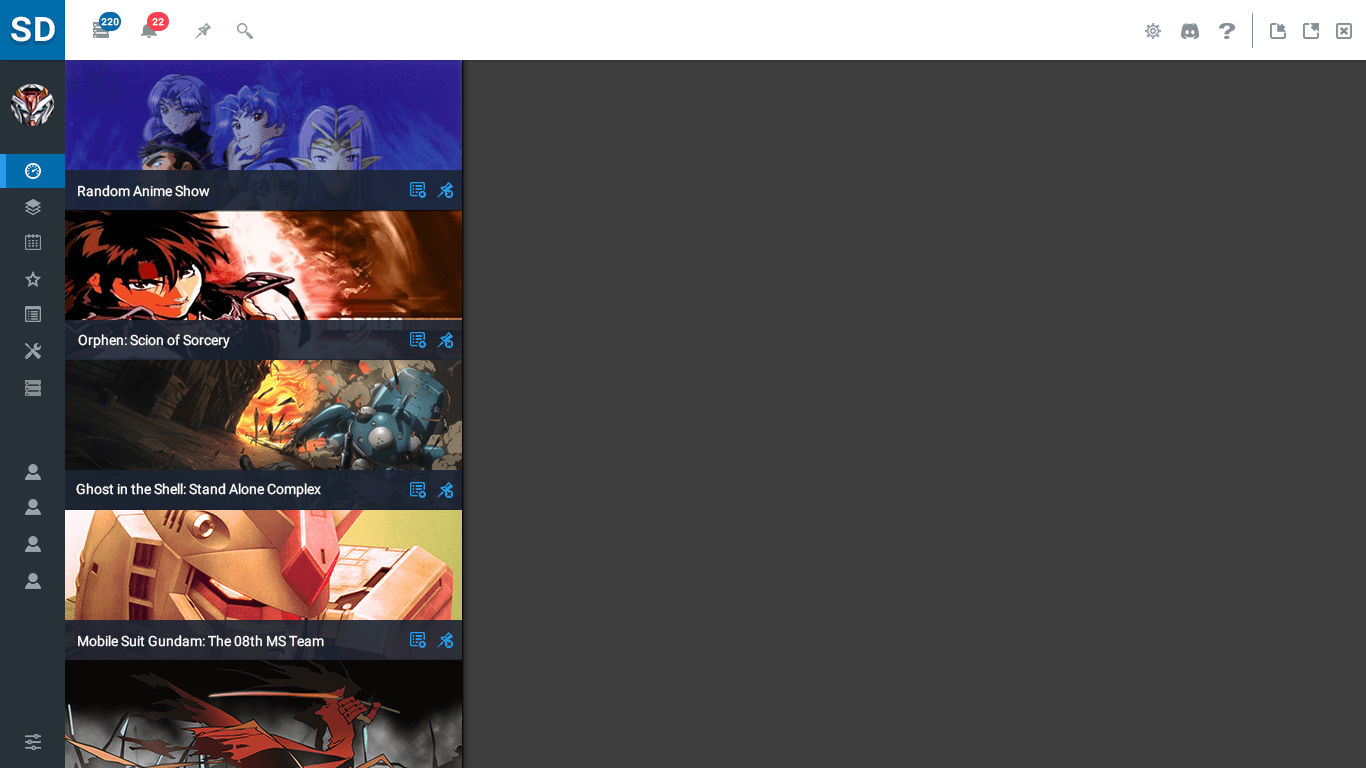 SD
220
22
Random Anime Show
Orphen: Scion of Sorcery
Ghost in the Shell: Stand Alone Complex
Mobile Suit Gundam: The 08th MS Team